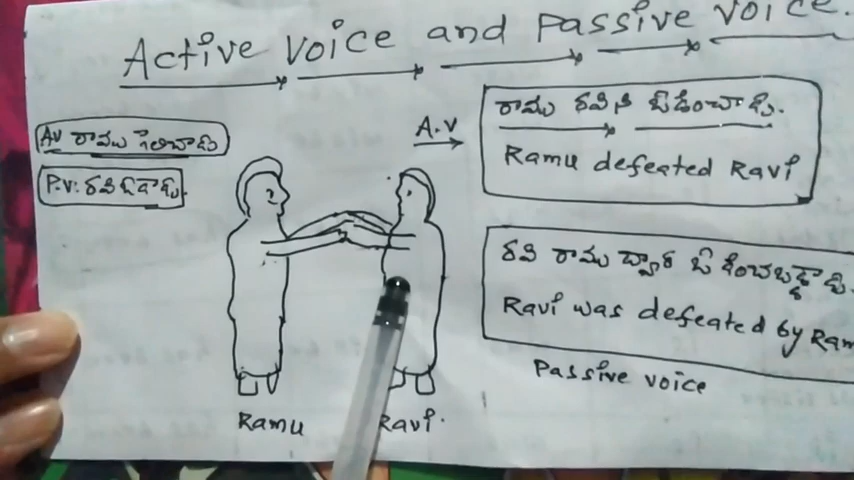 Active voice and passive voice.
AV రాము గెలిచాడు
P.V: రవి ఓడాడు.
A.V
రాము రవిని ఓడించాడు.
Ramu defeated Ravi
రవి రాము ద్వార ఓడించబడ్డాడు.
Ravi was defeated by Ram
Passive voice
Ramu
Ravi.